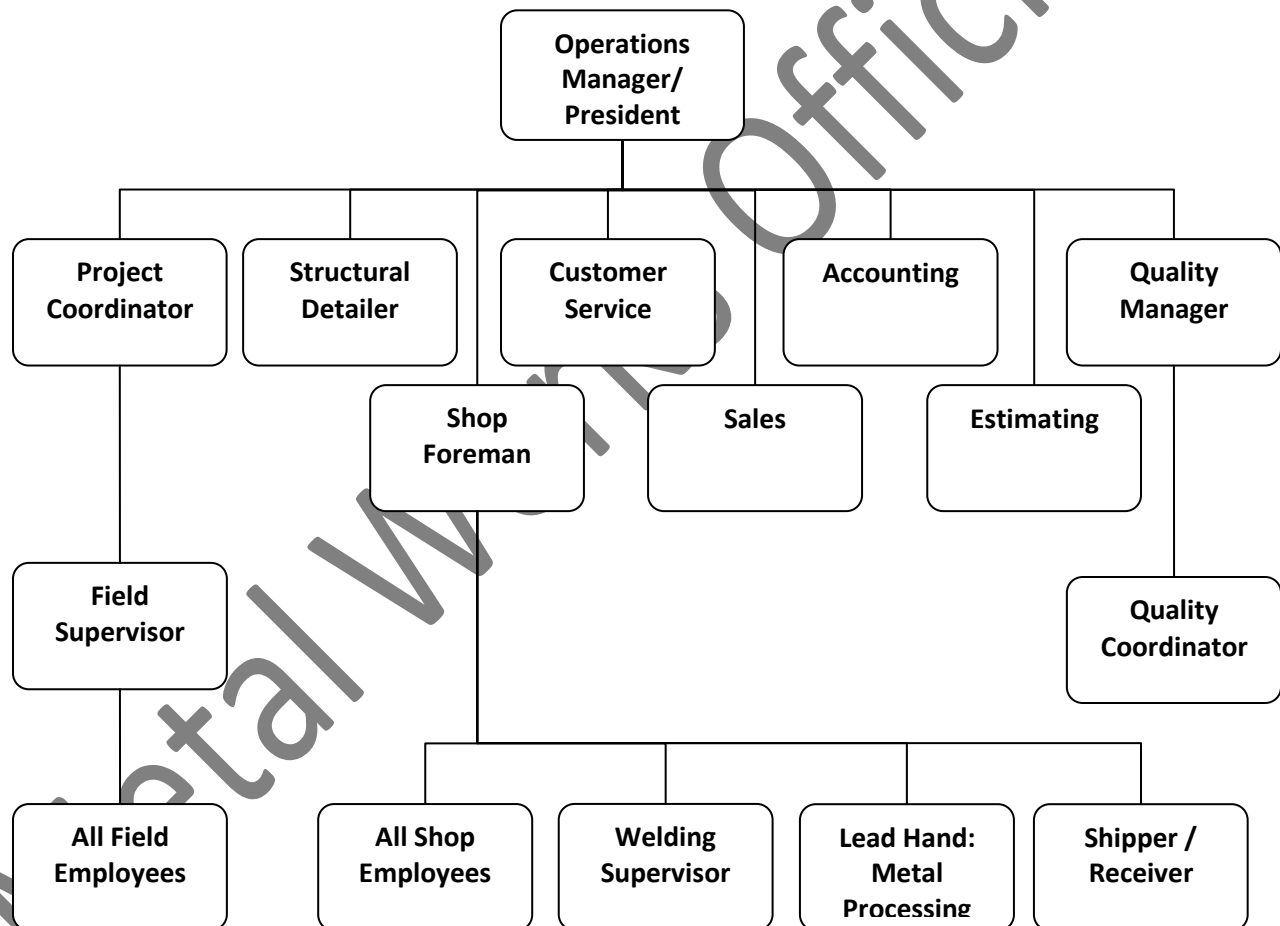 Operations
Manager/
President
Project
Coordinator
Structural
Detailer
Customer
Service
Accounting
Quality
Manager
Shop
Foreman
Sales
Estimating
Field
Supervisor
Quality
Coordinator
All Field
Employees
All Shop
Employees
Welding
Supervisor
Lead Hand:
Metal
Processing
Shipper /
Receiver